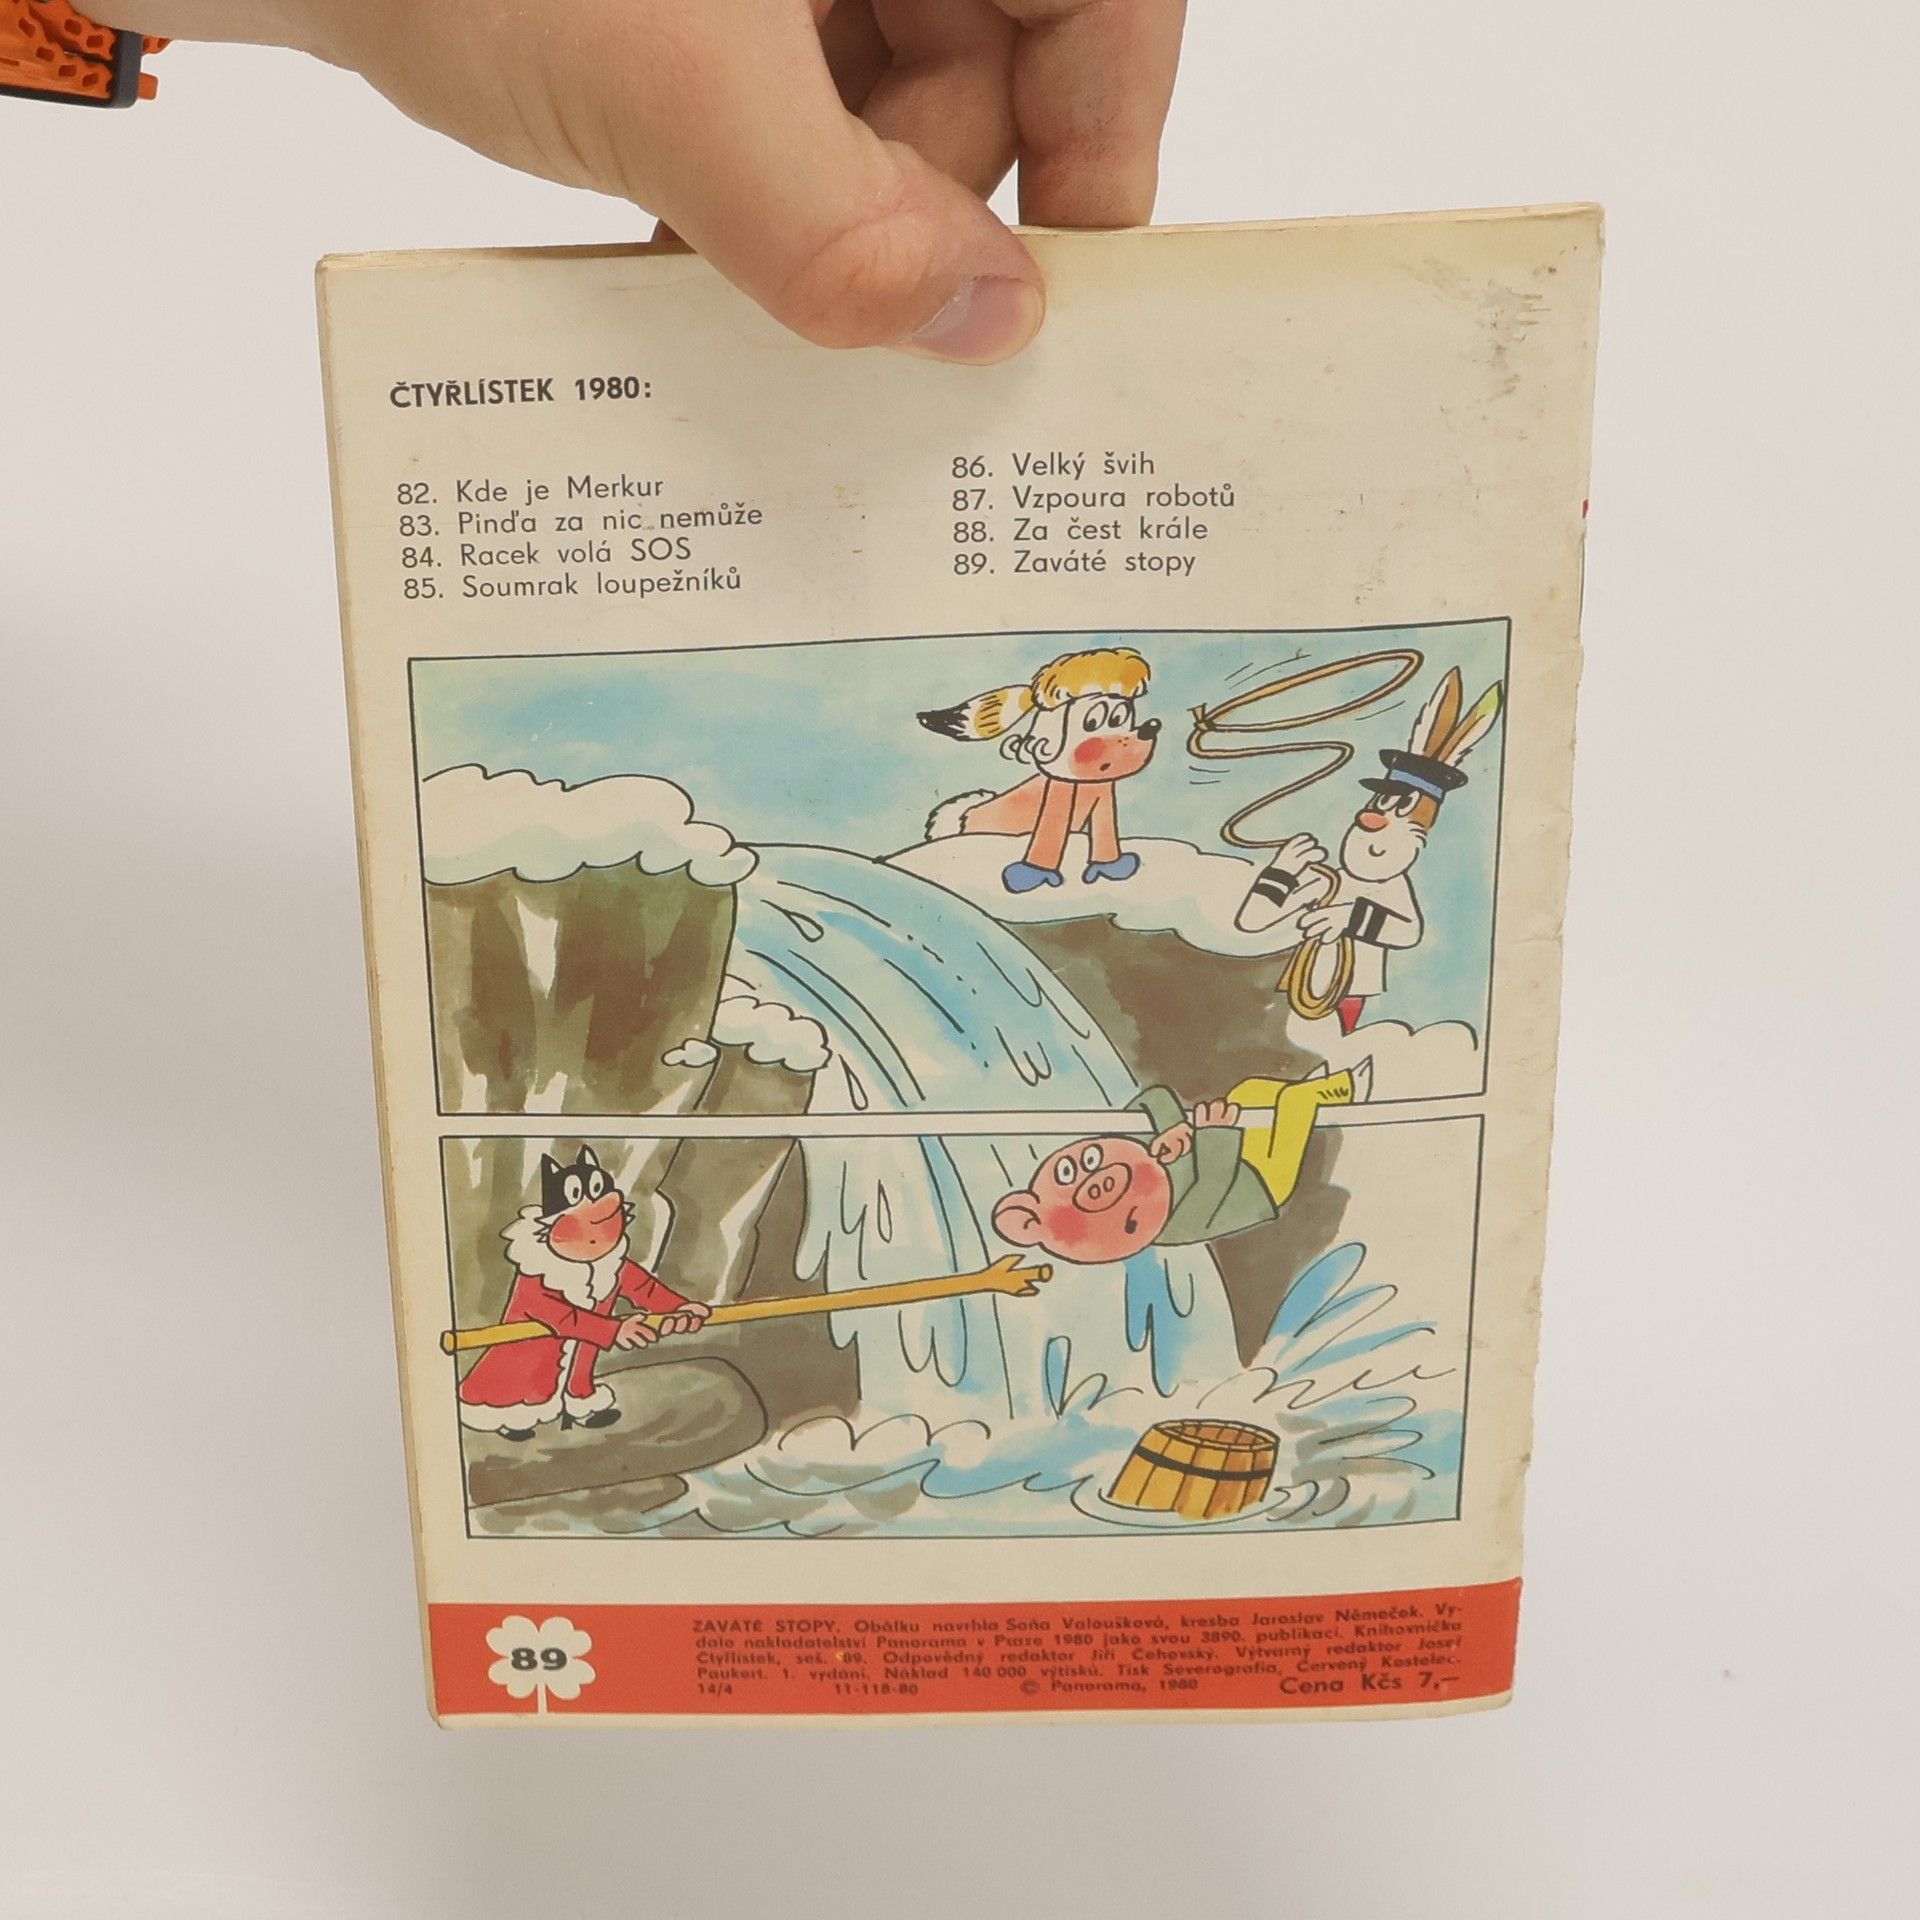 ČTYŘLÍSTEK 1980:
82. Kde je Merkur
83. Pinďa za nic nemůže
84. Racek volá SOS
85. Soumrak loupežníků
86. Velký švih
87. Vzpoura robotů
88. Za čest krále
89. Zaváté stopy
89
ZAVÁTÉ STOPY. Obálku navrhla Soňa Valoušková, kresba Jaroslav Němeček. Vy-
dalo nakladatelství Panorama v Praze 1980 jako svou 3890. publikaci. Knihovnička
Čtyřlístek, seš. 89. Odpovědný redaktor Jiří Čehovský. Výtvarný redaktor Josef
Paukert. 1. vydání. Náklad 140 000 výtisků. Tisk Severografia, Červený Kostelec.
14/4 11-118-80 © Panorama, 1980 Cena Kčs 7,—